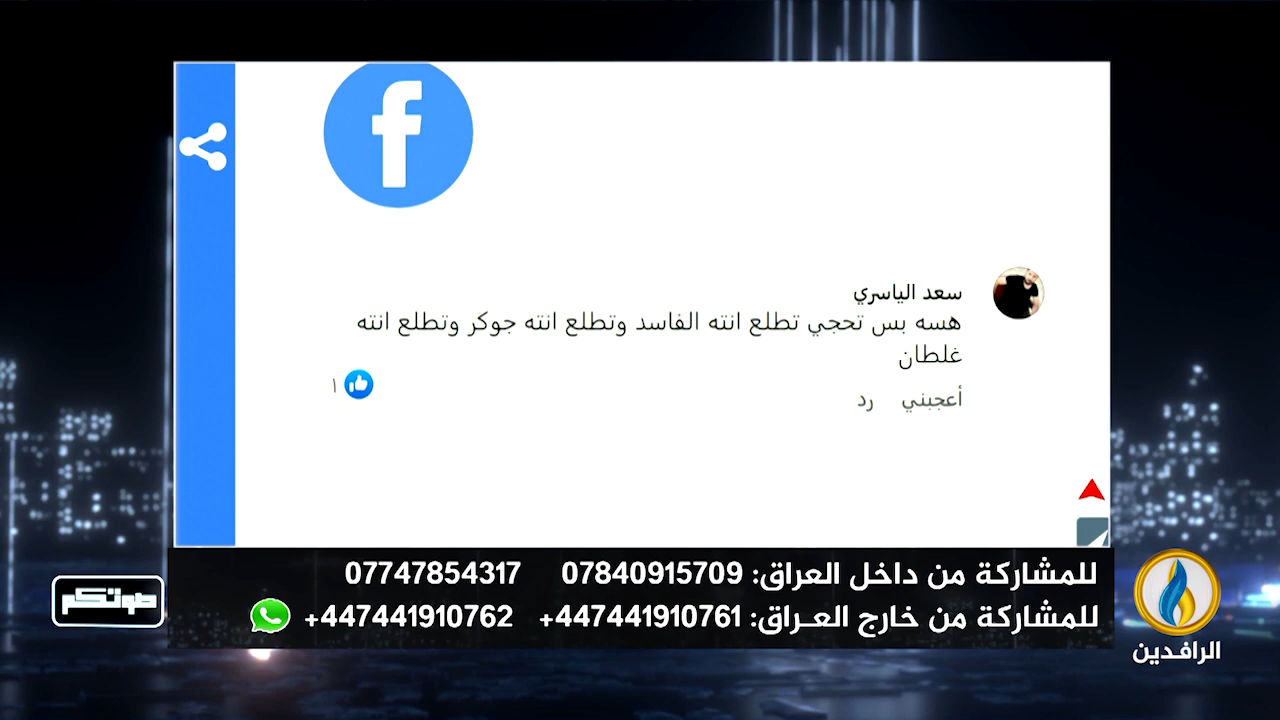 سعد الياسري
هسه بس تحجي تطلع انته الفاسد وتطلع انته جوكر وتطلع انته
غلطان
أعجبني رد
١
للمشاركة من داخل العراق: 07840915709 07747854317
للمشاركة من خارج العـراق: 447441910761+ 447441910762+
صوتكم
الرافدين